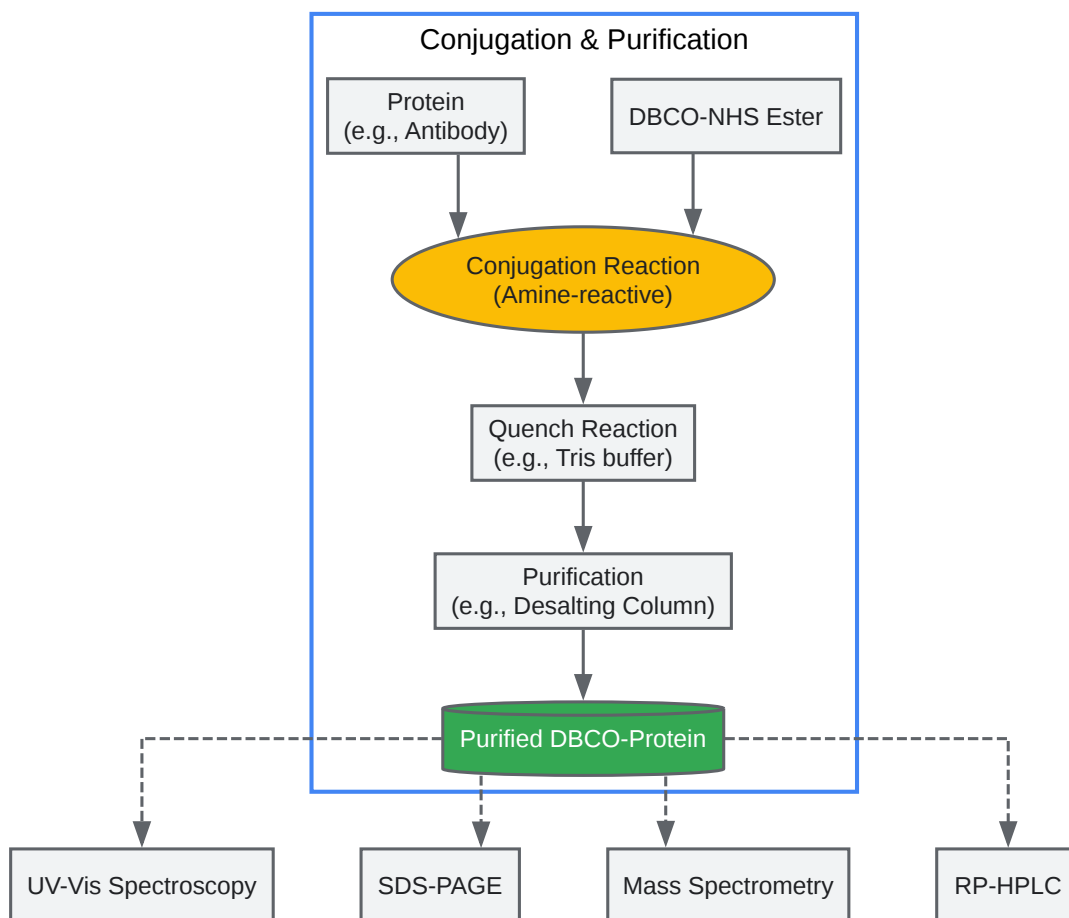 Conjugation & Purification
Protein
(e.g., Antibody)
DBCO-NHS Ester
Conjugation Reaction
(Amine-reactive)
Quench Reaction
(e.g., Tris buffer)
Purification
(e.g., Desalting Column)
Purified DBCO-Protein
UV-Vis Spectroscopy
SDS-PAGE
Mass Spectrometry
RP-HPLC